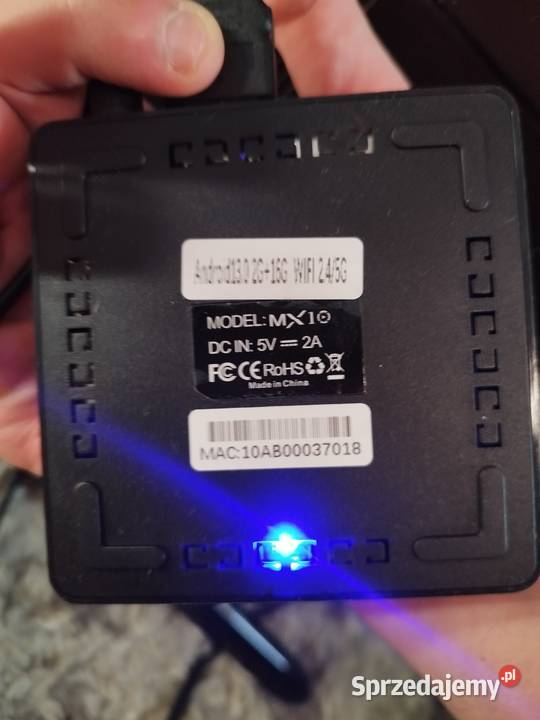 Android13.0 2G+16G WIFI 2.4/5G
MODEL: MX10
DC IN: 5V ⎓ 2A
FC CE RoHS
Made in China
MAC:10AB00037018
Sprzedajemy.pl